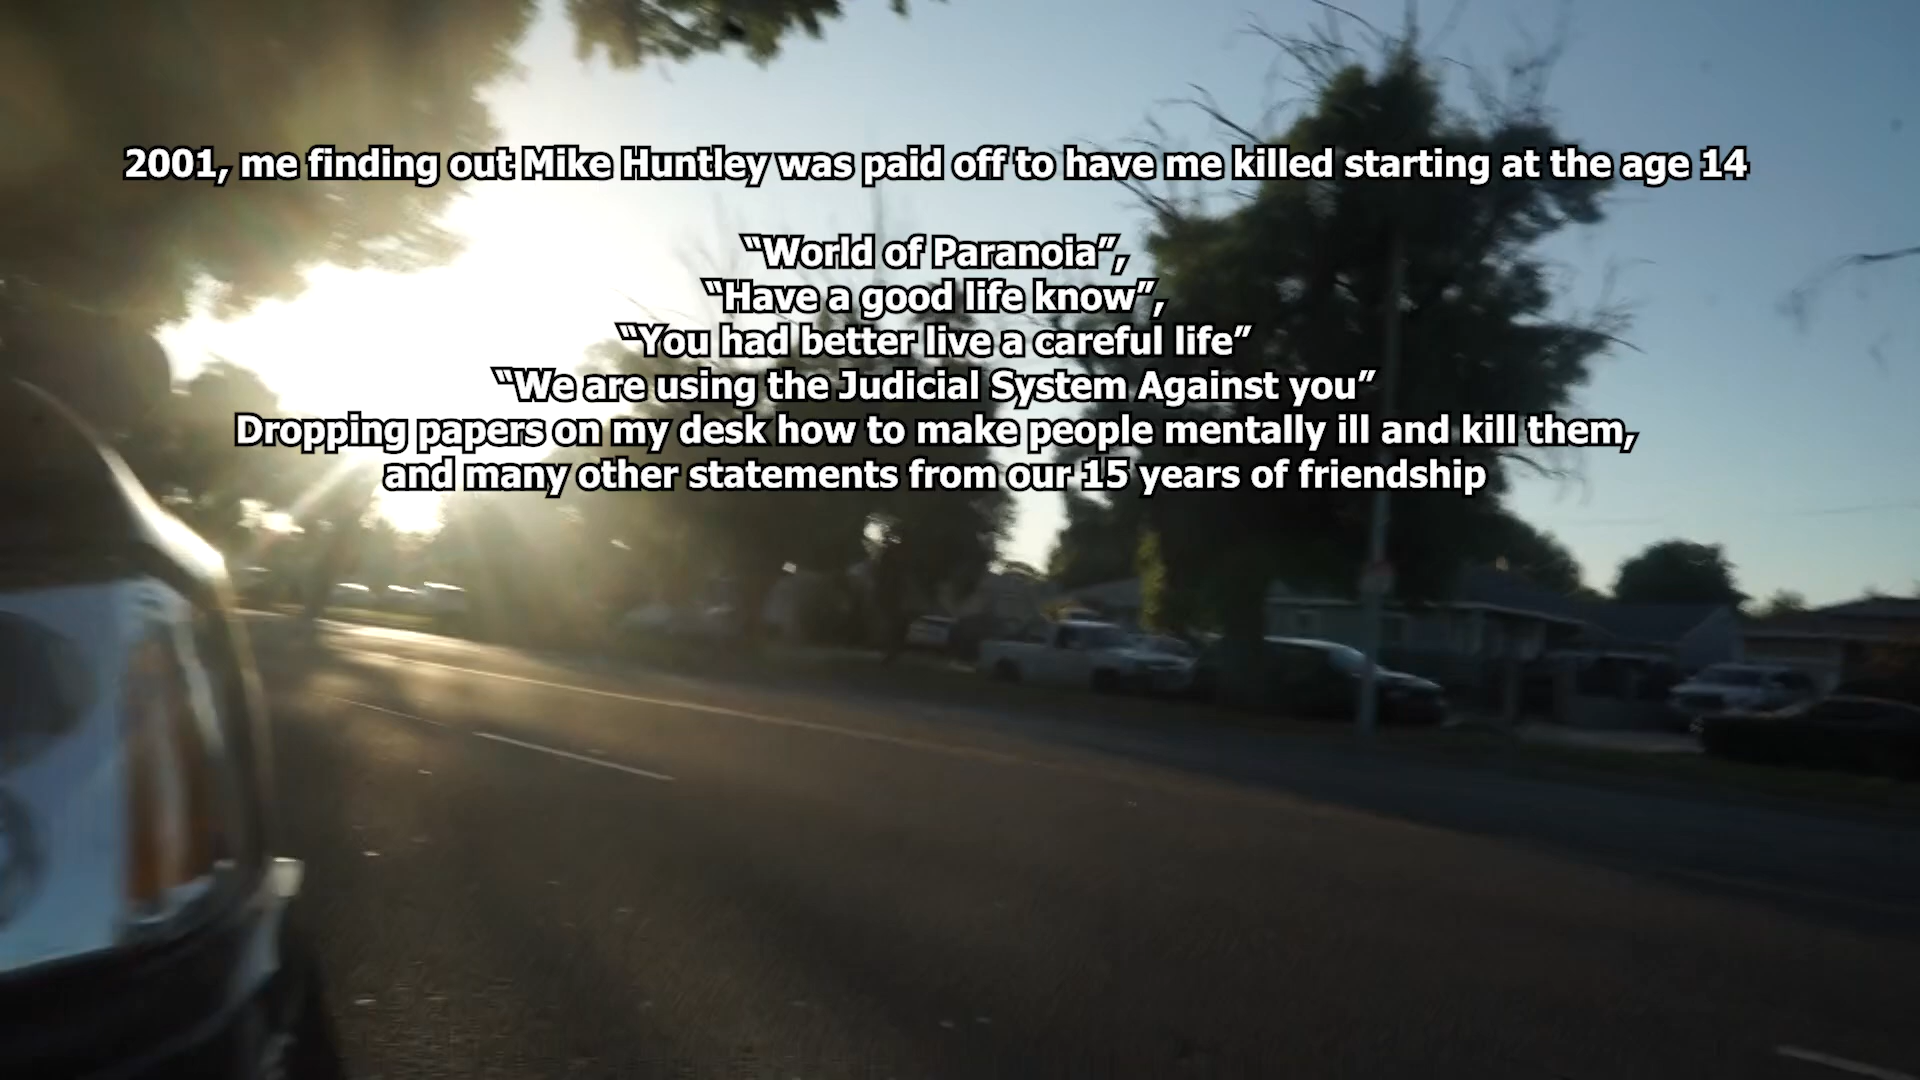 2001, me finding out Mike Huntley was paid off to have me killed starting at the age 14
“World of Paranoia”,
“Have a good life know”,
“You had better live a careful life”
“We are using the Judicial System Against you”
Dropping papers on my desk how to make people mentally ill and kill them,
and many other statements from our 15 years of friendship